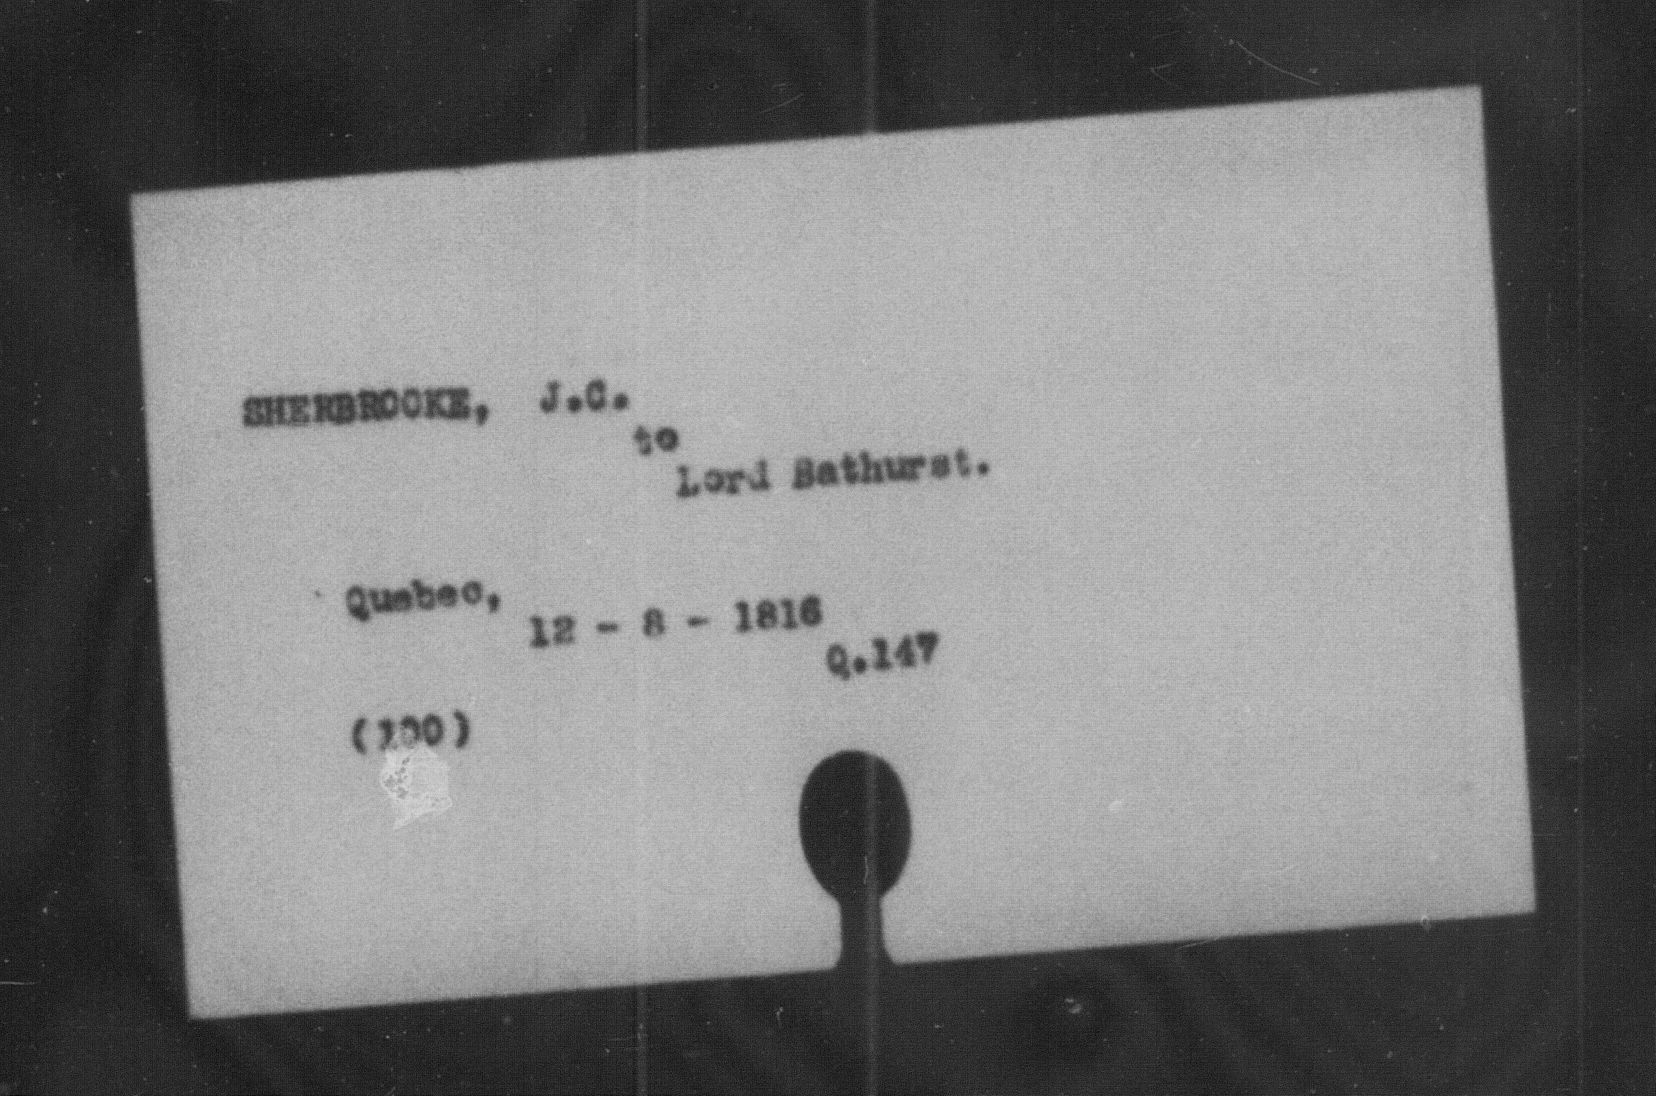 SHERBROOKE, J.C.
to
Lord Bathurst.
Quebec,
12 - 8 - 1816
Q.147
(100)